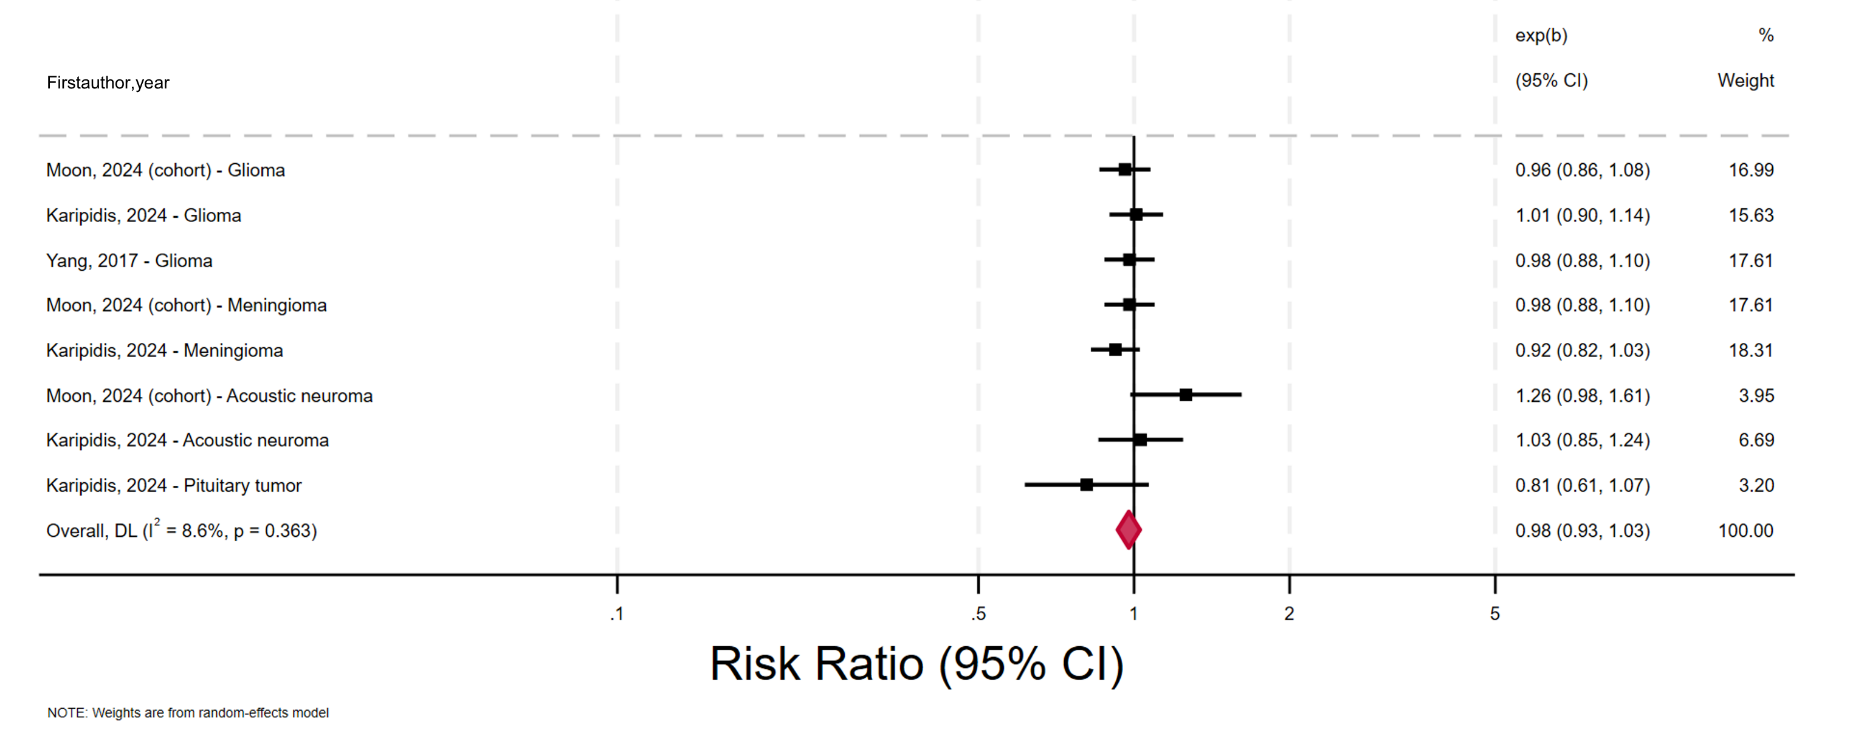 exp(b) %
Firstauthor,year (95% CI) Weight
Moon, 2024 (cohort) - Glioma 0.96 (0.86, 1.08) 16.99
Karipidis, 2024 - Glioma 1.01 (0.90, 1.14) 15.63
Yang, 2017 - Glioma 0.98 (0.88, 1.10) 17.61
Moon, 2024 (cohort) - Meningioma 0.98 (0.88, 1.10) 17.61
Karipidis, 2024 - Meningioma 0.92 (0.82, 1.03) 18.31
Moon, 2024 (cohort) - Acoustic neuroma 1.26 (0.98, 1.61) 3.95
Karipidis, 2024 - Acoustic neuroma 1.03 (0.85, 1.24) 6.69
Karipidis, 2024 - Pituitary tumor 0.81 (0.61, 1.07) 3.20
Overall, DL (I² = 8.6%, p = 0.363) 0.98 (0.93, 1.03) 100.00
.1 .5 1 2 5
Risk Ratio (95% CI)
NOTE: Weights are from random-effects model